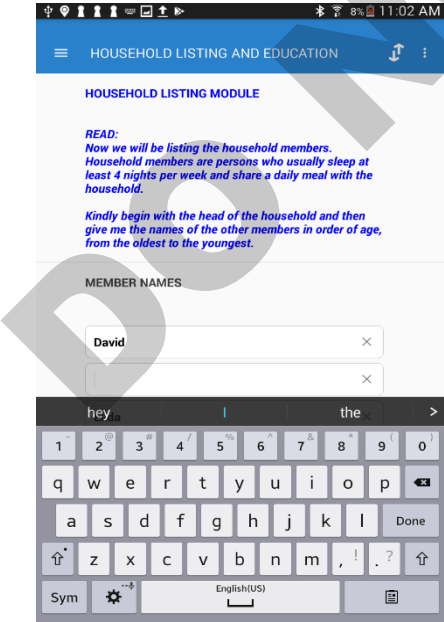 8% 11:02 AM
HOUSEHOLD LISTING AND EDUCATION
HOUSEHOLD LISTING MODULE
READ:
Now we will be listing the household members.
Household members are persons who usually sleep at
least 4 nights per week and share a daily meal with the
household.
Kindly begin with the head of the household and then
give me the names of the other members in order of age,
from the oldest to the youngest.
MEMBER NAMES
David
hey I the >
1 2 @ 3 # 4 / 5 % 6 ^ 7 & 8 * 9 ( 0 )
q w e r t y u i o p
a s d f g h j k l Done
z x c v b n m , ! . ?
Sym English(US)
DON